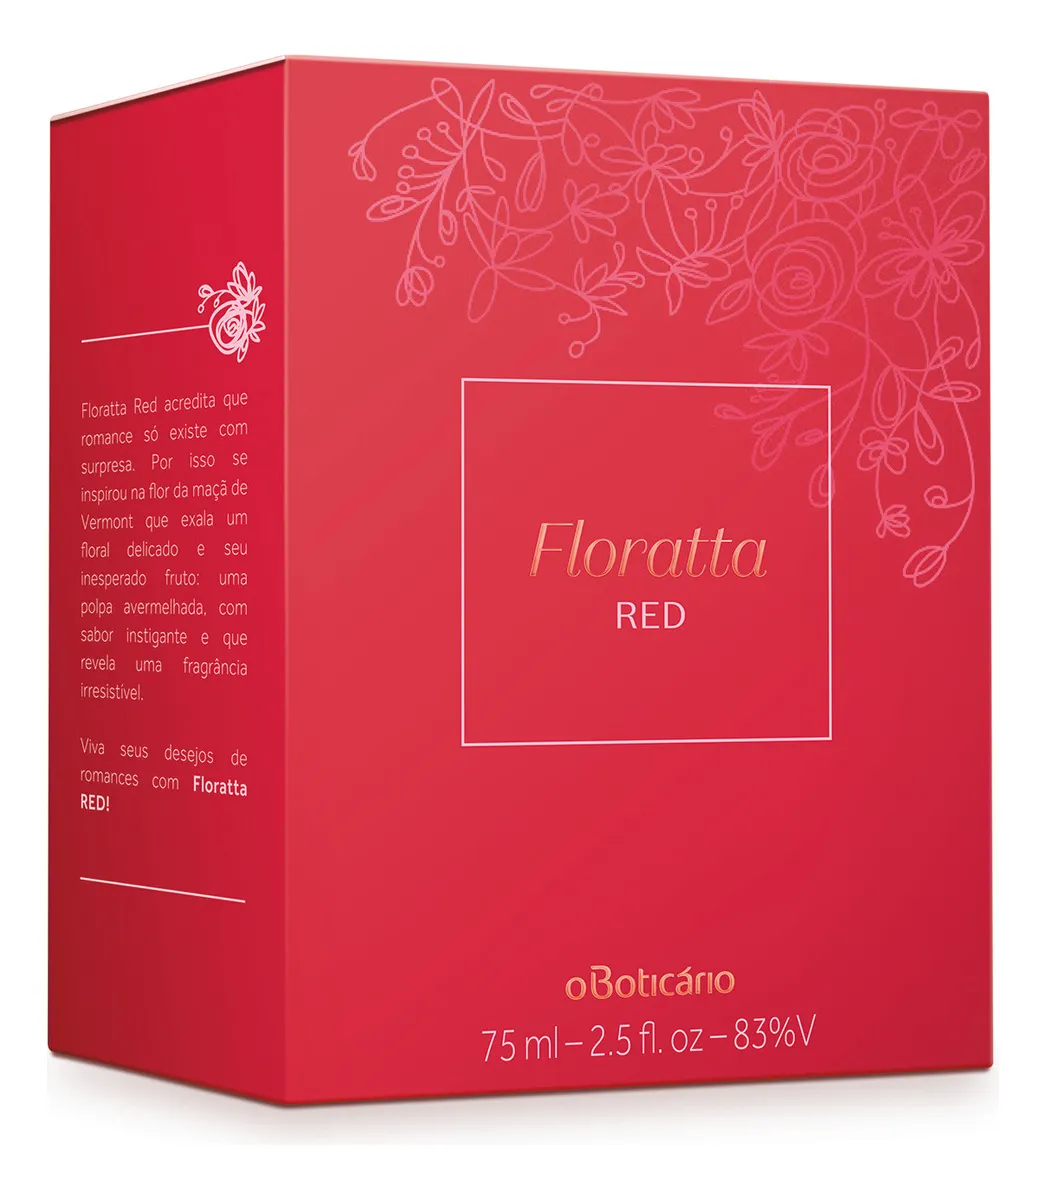 Floratta Red acredita que
romance só existe com
surpresa. Por isso se
inspirou na flor da maçã de
Vermont que exala um
floral delicado e seu
inesperado fruto: uma
polpa avermelhada, com
sabor instigante e que
revela uma fragrância
irresistível.
Viva seus desejos de
romances com Floratta
RED!
Floratta
RED
oBoticário
75 ml – 2.5 fl. oz – 83%V